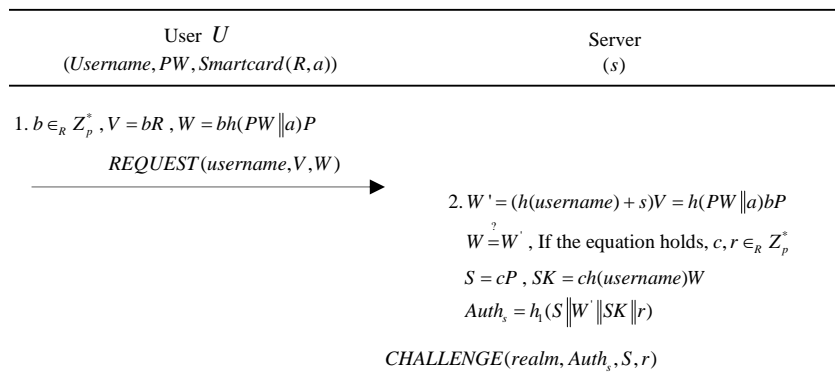 User U
(Username, PW, Smartcard(R, a))
Server
(s)
1. b ∈_R Z_p^*, V = bR, W = bh(PW‖a)P
REQUEST(username, V, W)
2. W' = (h(username) + s)V = h(PW‖a)bP
W ?= W', If the equation holds, c, r ∈_R Z_p^*
S = cP, SK = ch(username)W
Auth_s = h_1(S‖W'‖SK‖r)
CHALLENGE(realm, Auth_s, S, r)